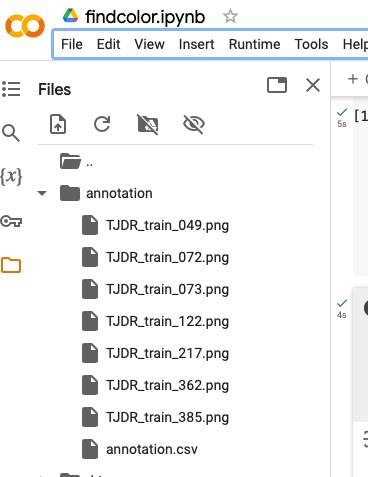 findcolor.ipynb
File Edit View Insert Runtime Tools Help
Files
+
5s
[1
{x}
..
annotation
TJDR_train_049.png
TJDR_train_072.png
TJDR_train_073.png
4s
TJDR_train_122.png
TJDR_train_217.png
TJDR_train_362.png
TJDR_train_385.png
annotation.csv